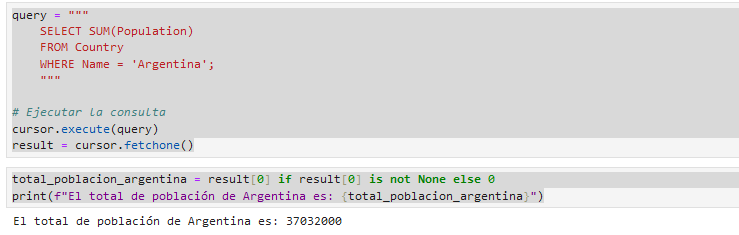 query = """
    SELECT SUM(Population)
    FROM Country
    WHERE Name = 'Argentina';
    """
# Ejecutar la consulta
cursor.execute(query)
result = cursor.fetchone()
total_poblacion_argentina = result[0] if result[0] is not None else 0
print(f"El total de población de Argentina es: {total_poblacion_argentina}")
El total de población de Argentina es: 37032000